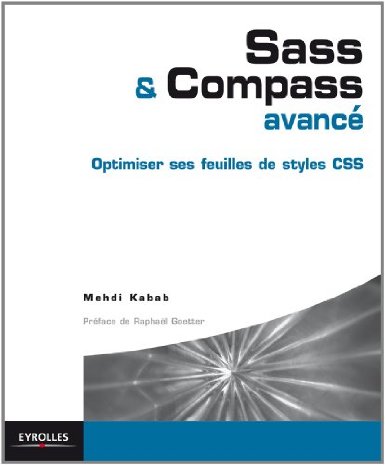 Sass
& Compass
avancé
Optimiser ses feuilles de styles CSS
Mehdi Kabab
Préface de Raphaël Goetter
EYROLLES